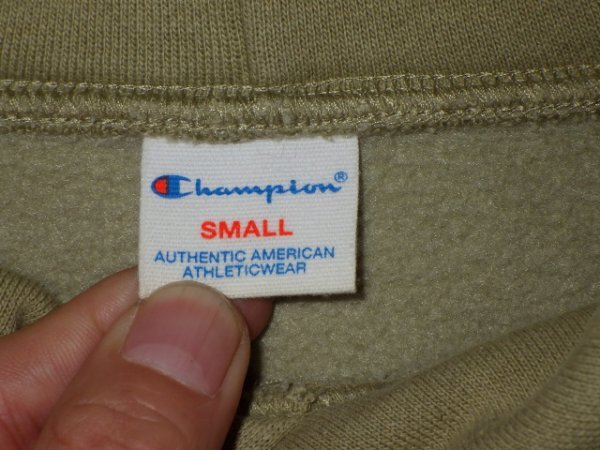 Champion®
SMALL
AUTHENTIC AMERICAN
ATHLETICWEAR